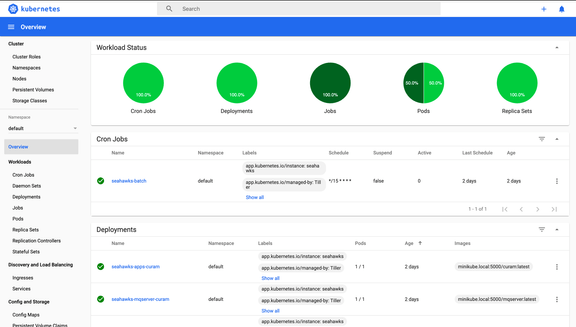 kubernetes
Search
Overview
Cluster
Cluster Roles
Namespaces
Nodes
Persistent Volumes
Storage Classes
Namespace
default
Overview
Workloads
Cron Jobs
Daemon Sets
Deployments
Jobs
Pods
Replica Sets
Replication Controllers
Stateful Sets
Discovery and Load Balancing
Ingresses
Services
Config and Storage
Config Maps
Persistent Volume Claims
Workload Status
100.0% 100.0% 100.0% 50.0% 50.0% 100.0%
Cron Jobs Deployments Jobs Pods Replica Sets
Cron Jobs
Name Namespace Labels Schedule Suspend Active Last Schedule Age
app.kubernetes.io/instance: seaha
wks
seahawks-batch default */15 * * * * false 0 2 days 2 days
app.kubernetes.io/managed-by: Till
er
Show all
1 - 1 of 1
Deployments
Name Namespace Labels Pods Age Images
app.kubernetes.io/instance: seahawks
seahawks-apps-curam default app.kubernetes.io/managed-by: Tiller 1 / 1 2 days minikube.local:5000/curam:latest
Show all
app.kubernetes.io/instance: seahawks
seahawks-mqserver-curam default app.kubernetes.io/managed-by: Tiller 1 / 1 2 days minikube.local:5000/mqserver:latest
Show all
app.kubernetes.io/instance: seahawks